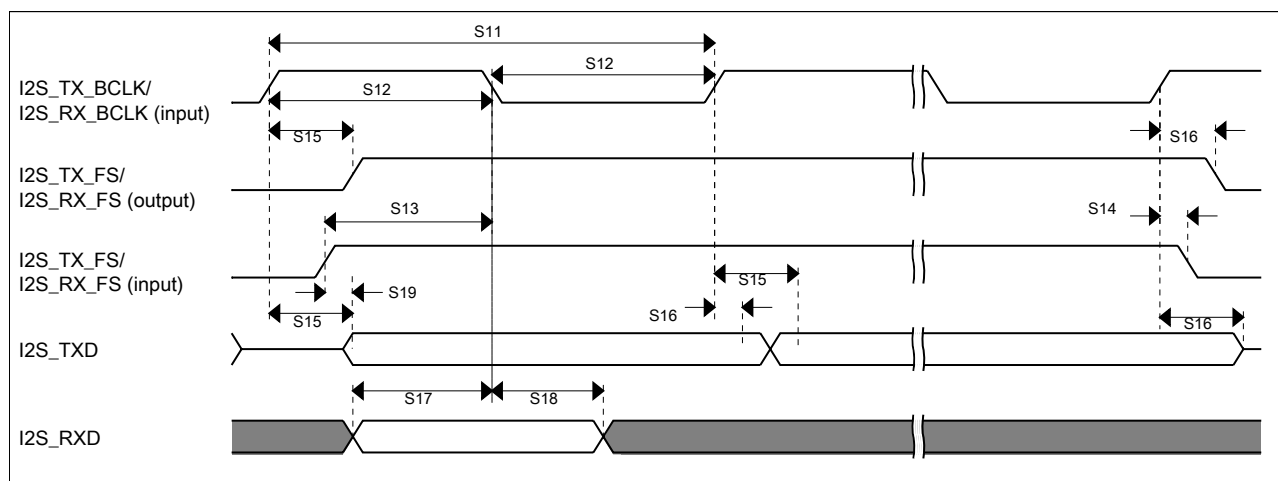 S11
I2S_TX_BCLK/
I2S_RX_BCLK (input)
S12
S12
S15
S16
I2S_TX_FS/
I2S_RX_FS (output)
S13
S14
I2S_TX_FS/
I2S_RX_FS (input)
S15
S19
S15
S16
S16
I2S_TXD
S17
S18
I2S_RXD